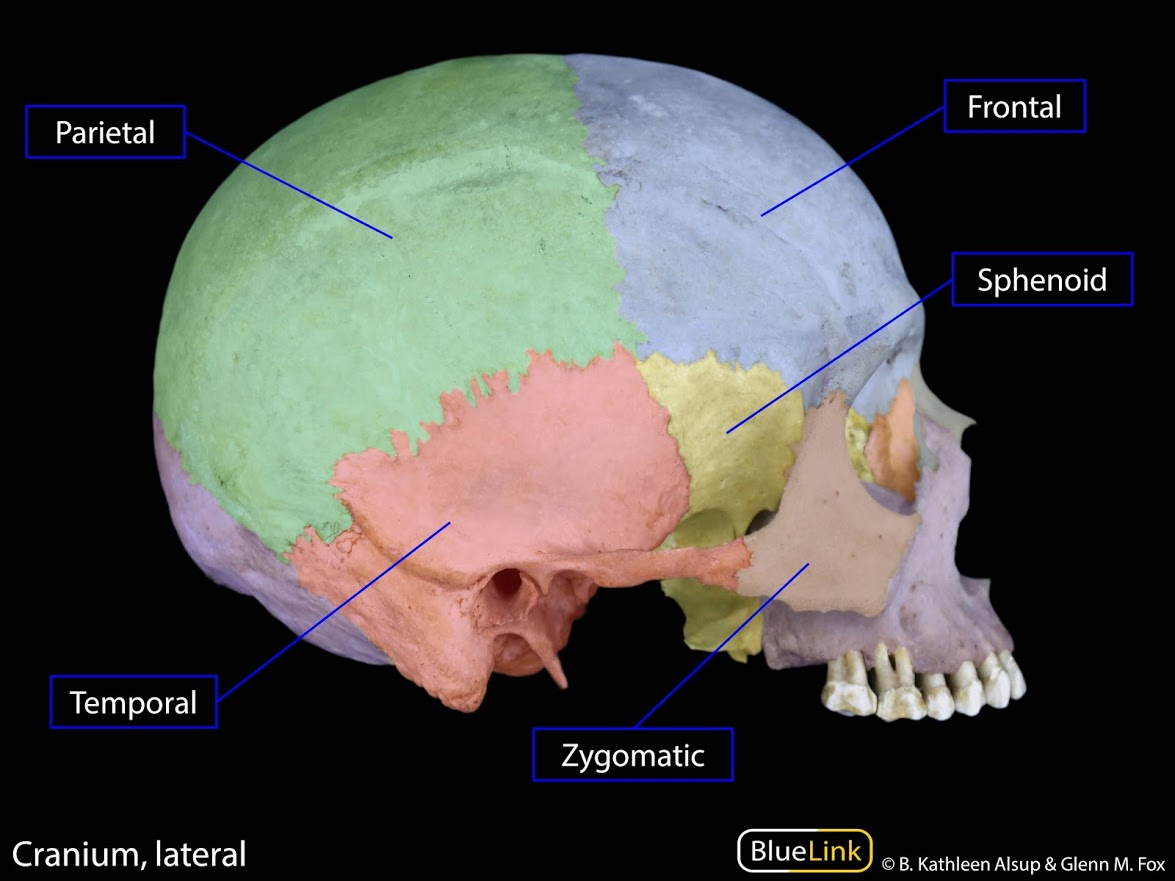 Parietal
Frontal
Sphenoid
Temporal
Zygomatic
Cranium, lateral
BlueLink
© B. Kathleen Alsup & Glenn M. Fox